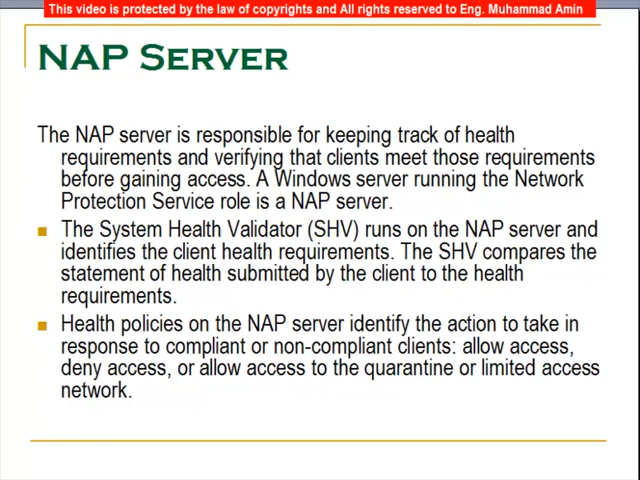 This video is protected by the law of copyrights and All rights reserved to Eng. Muhammad Amin
NAP SERVER
The NAP server is responsible for keeping track of health
requirements and verifying that clients meet those requirements
before gaining access. A Windows server running the Network
Protection Service role is a NAP server.
The System Health Validator (SHV) runs on the NAP server and
identifies the client health requirements. The SHV compares the
statement of health submitted by the client to the health
requirements.
Health policies on the NAP server identify the action to take in
response to compliant or non-compliant clients: allow access,
deny access, or allow access to the quarantine or limited access
network.